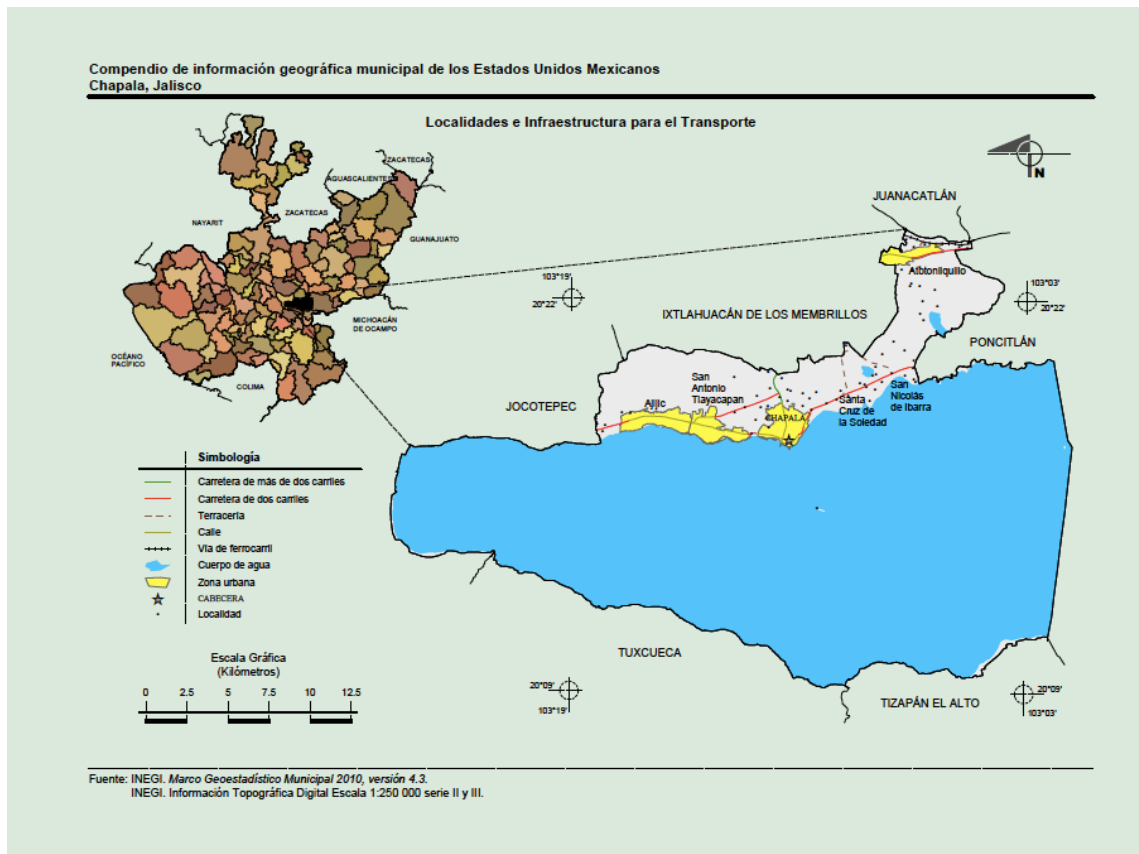 Compendio de información geográfica municipal de los Estados Unidos Mexicanos
Chapala, Jalisco
Localidades e Infraestructura para el Transporte
ZACATECAS
AGUASCALIENTES
ZACATECAS
NAYARIT
GUANAJUATO
MICHOACÁN
DE OCAMPO
OCÉANO
PACÍFICO
COLIMA
N
JUANACATLÁN
Atotonilquillo
103°19'
20°22'
103°03'
20°22'
IXTLAHUACÁN DE LOS MEMBRILLOS
PONCITLÁN
JOCOTEPEC
Ajijic
San
Antonio
Tlayacapan
CHAPALA
Santa
Cruz de
la Soledad
San
Nicolás
de Ibarra
Simbología
Carretera de más de dos carriles
Carretera de dos carriles
Terracería
Calle
Vía de ferrocarril
Cuerpo de agua
Zona urbana
CABECERA
Localidad
Escala Gráfica
(Kilómetros)
0 2.5 5 7.5 10 12.5
TUXCUECA
20°09'
103°19'
TIZAPÁN EL ALTO
20°09'
103°03'
Fuente: INEGI. Marco Geoestadístico Municipal 2010, versión 4.3.
INEGI. Información Topográfica Digital Escala 1:250 000 serie II y III.